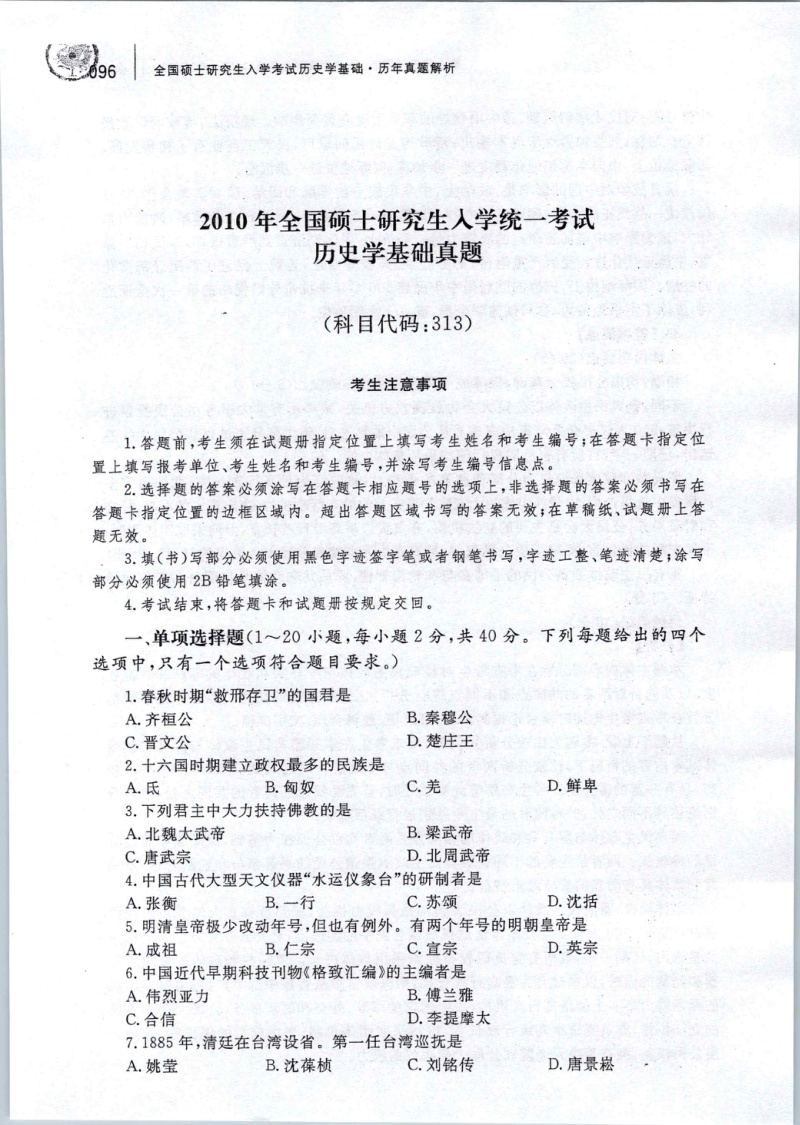 096 全国硕士研究生入学考试历史学基础·历年真题解析
2010 年全国硕士研究生入学统一考试
历史学基础真题
(科目代码:313)
考生注意事项
1.答题前,考生须在试题册指定位置上填写考生姓名和考生编号;在答题卡指定位
置上填写报考单位、考生姓名和考生编号,并涂写考生编号信息点。
2.选择题的答案必须涂写在答题卡相应题号的选项上,非选择题的答案必须书写在
答题卡指定位置的边框区域内。超出答题区域书写的答案无效;在草稿纸、试题册上答
题无效。
3.填(书)写部分必须使用黑色字迹签字笔或者钢笔书写,字迹工整、笔迹清楚;涂写
部分必须使用 2B 铅笔填涂。
4.考试结束,将答题卡和试题册按规定交回。
一、单项选择题(1～20 小题,每小题 2 分,共 40 分。下列每题给出的四个
选项中,只有一个选项符合题目要求。)
1.春秋时期“救邢存卫”的国君是
A.齐桓公 B.秦穆公
C.晋文公 D.楚庄王
2.十六国时期建立政权最多的民族是
A.氐 B.匈奴 C.羌 D.鲜卑
3.下列君主中大力扶持佛教的是
A.北魏太武帝 B.梁武帝
C.唐武宗 D.北周武帝
4.中国古代大型天文仪器“水运仪象台”的研制者是
A.张衡 B.一行 C.苏颂 D.沈括
5.明清皇帝极少改动年号,但也有例外。有两个年号的明朝皇帝是
A.成祖 B.仁宗 C.宣宗 D.英宗
6.中国近代早期科技刊物《格致汇编》的主编者是
A.伟烈亚力 B.傅兰雅
C.合信 D.李提摩太
7.1885 年,清廷在台湾设省。第一任台湾巡抚是
A.姚莹 B.沈葆桢 C.刘铭传 D.唐景崧